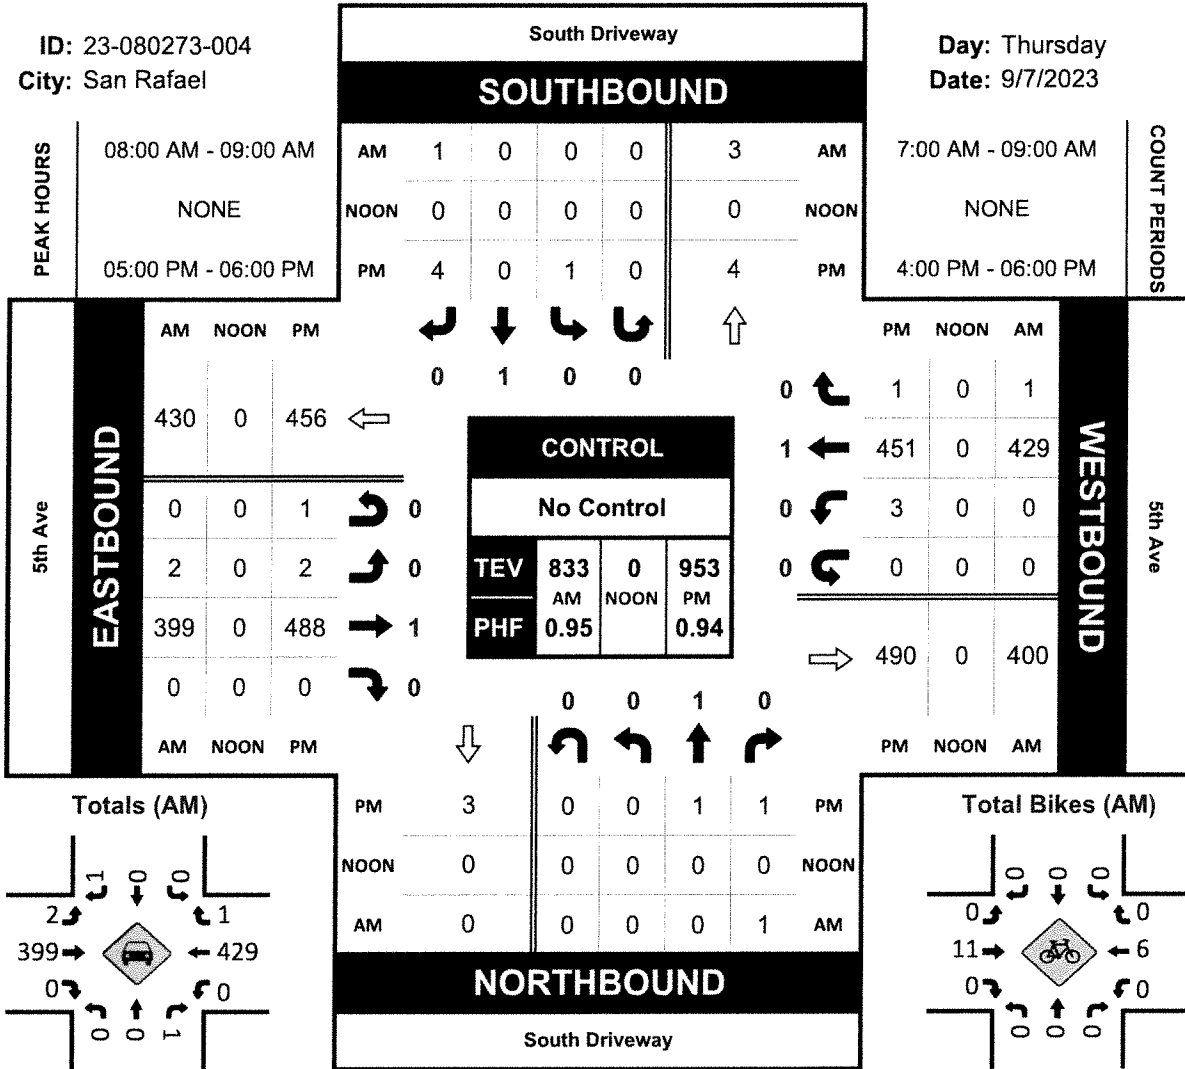 ID: 23-080273-004
City: San Rafael
South Driveway
SOUTHBOUND
Day: Thursday
Date: 9/7/2023
PEAK HOURS
08:00 AM - 09:00 AM
NONE
05:00 PM - 06:00 PM
AM 1 0 0 0 3 AM
NOON 0 0 0 0 0 NOON
PM 4 0 1 0 4 PM
0 1 0 0
COUNT PERIODS
7:00 AM - 09:00 AM
NONE
4:00 PM - 06:00 PM
5th Ave
EASTBOUND
AM NOON PM
430 0 456
0 0 1 0
2 0 2 0
399 0 488 1
0 0 0 0
AM NOON PM
CONTROL
No Control
TEV 833 0 953
AM NOON PM
PHF 0.95 0.94
PM NOON AM
0 1 0 1
1 451 0 429
0 3 0 0
0 0 0 0
490 0 400
PM NOON AM
WESTBOUND
5th Ave
0 0 1 0
PM 3 0 0 1 1 PM
NOON 0 0 0 0 0 NOON
AM 0 0 0 0 1 AM
NORTHBOUND
South Driveway
Totals (AM)
1 0 0
2 1
399 429
0 0
0 0 1
Total Bikes (AM)
0 0 0
0 0
11 6
0 0
0 0 0